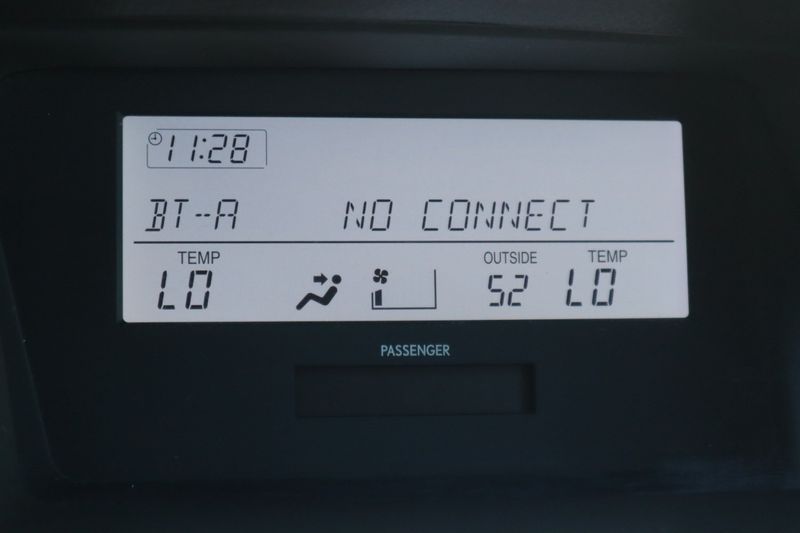 11:28
BT--A NO CONNECT
TEMP OUTSIDE TEMP
LO 52 LO
PASSENGER